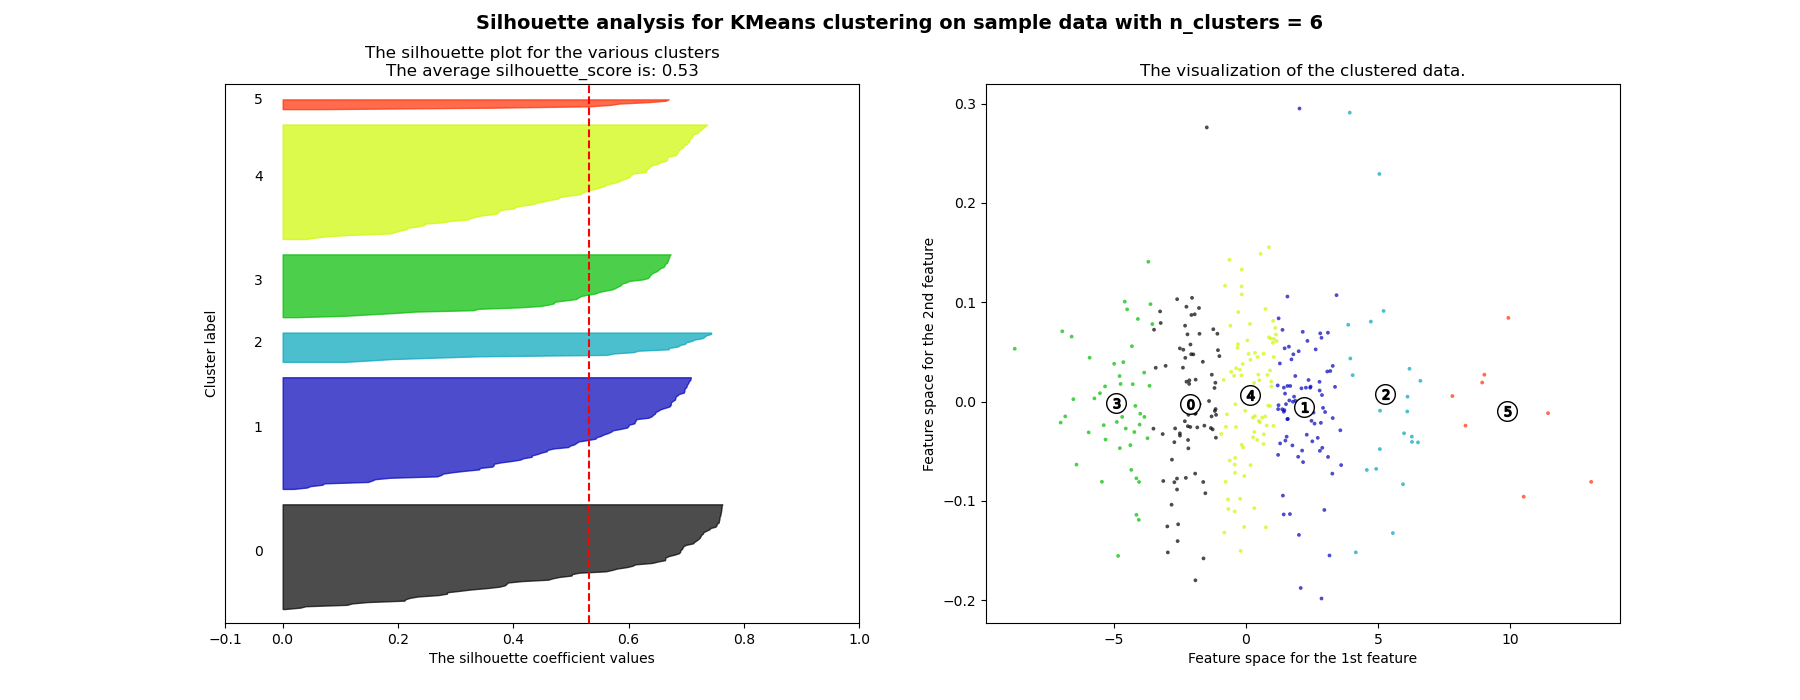 Silhouette analysis for KMeans clustering on sample data with n_clusters = 6
The silhouette plot for the various clusters
The average silhouette_score is: 0.53
Cluster label
5
4
3
2
1
0
−0.1 0.0 0.2 0.4 0.6 0.8 1.0
The silhouette coefficient values
The visualization of the clustered data.
Feature space for the 2nd feature
0.3
0.2
0.1
0.0
−0.1
−0.2
3 0 4 1 2 5
−5 0 5 10
Feature space for the 1st feature